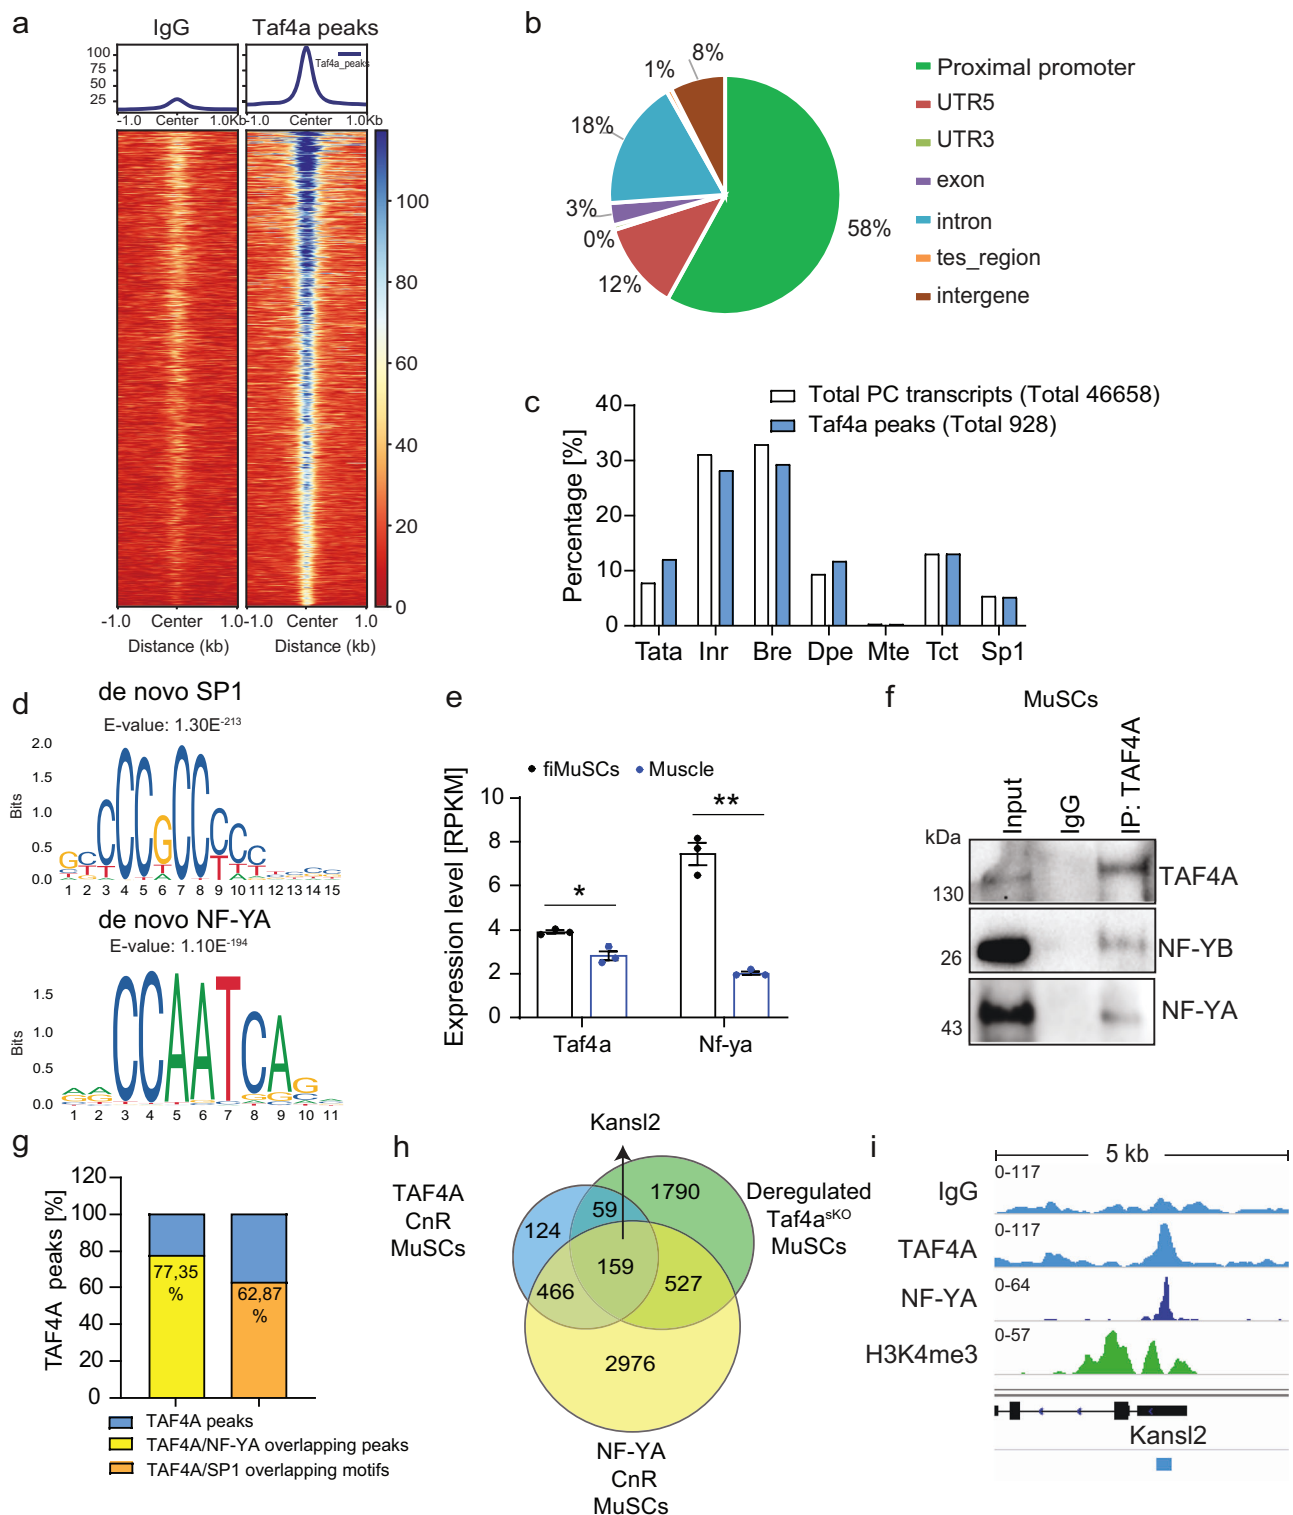 a
IgG
Taf4a peaks
100
75
50
25
Taf4a_peaks
-1.0 Center 1.0Kb
-1.0 Center 1.0Kb
100
80
60
40
20
0
-1.0 Center 1.0
-1.0 Center 1.0
Distance (kb)
Distance (kb)
b
1%
8%
18%
3%
0%
12%
58%
Proximal promoter
UTR5
UTR3
exon
intron
tes_region
intergene
c
Total PC transcripts (Total 46658)
Taf4a peaks (Total 928)
Percentage [%]
40
30
20
10
0
Tata Inr Bre Dpe Mte Tct Sp1
d
de novo SP1
E-value: 1.30E-213
Bits
2.0
1.5
1.0
0.5
0.0
1 2 3 4 5 6 7 8 9 10 11 12 13 14 15
de novo NF-YA
E-value: 1.10E-194
Bits
1.5
1.0
0.5
0.0
1 2 3 4 5 6 7 8 9 10 11
e
fiMuSCs Muscle
Expression level [RPKM]
10
8
6
4
2
0
*
**
Taf4a Nf-ya
f
MuSCs
Input
IgG
IP: TAF4A
kDa
130
TAF4A
26
NF-YB
43
NF-YA
g
TAF4A peaks [%]
120
100
80
60
40
20
0
77,35
%
62,87
%
TAF4A peaks
TAF4A/NF-YA overlapping peaks
TAF4A/SP1 overlapping motifs
h
Kansl2
TAF4A
CnR
MuSCs
Deregulated
Taf4asKO
MuSCs
124
59
1790
159
466
527
2976
NF-YA
CnR
MuSCs
i
5 kb
IgG
0-117
TAF4A
0-117
NF-YA
0-64
H3K4me3
0-57
Kansl2